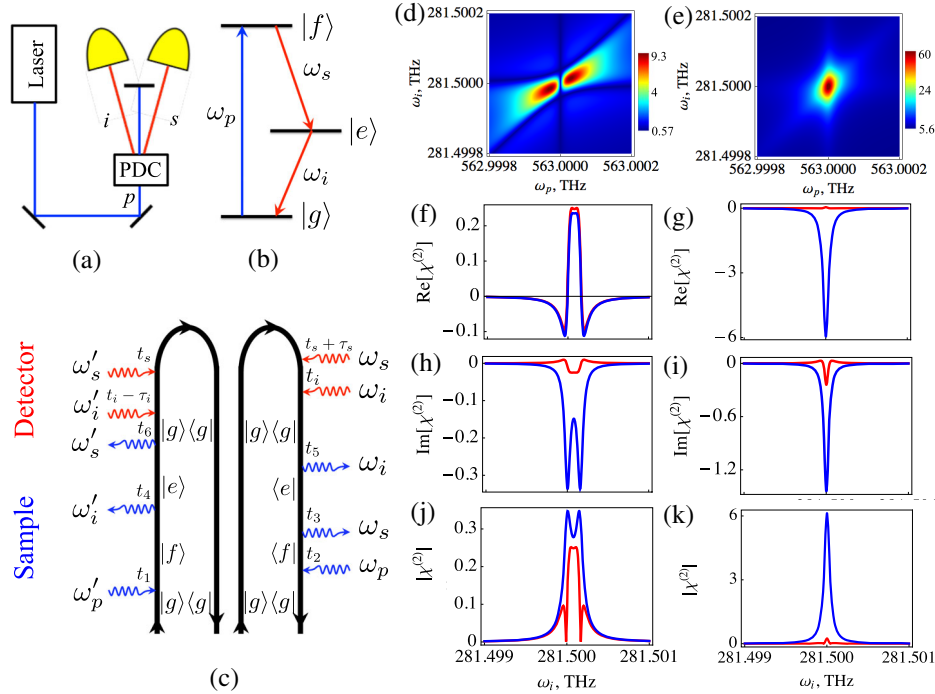 Laser
i
s
PDC
p
(a)
|f⟩
ω_s
ω_p
|e⟩
ω_i
|g⟩
(b)
(d)
281.5002
281.5000
281.4998
ω_i, THz
9.3
4
0.57
562.9998
563.0000
563.0002
ω_p, THz
(e)
281.5002
281.5000
281.4998
ω_i, THz
60
24
5.6
562.9998
563.0000
563.0002
ω_p, THz
(f)
0.2
0
-0.1
Re[χ^(2)]
(g)
0
-3
-6
Re[χ^(2)]
(h)
0
-0.1
-0.2
-0.3
Im[χ^(2)]
(i)
0
-0.6
-1.2
Im[χ^(2)]
(j)
0.3
0.2
0.1
0
|χ^(2)|
281.499
281.500
281.501
ω_i, THz
(k)
6
3
0
|χ^(2)|
281.499
281.500
281.501
ω_i, THz
Detector
Sample
ω′_s
t_s
ω′_i
t_i − τ_i
ω′_s
t_6
ω′_i
t_4
ω′_p
t_1
|g⟩⟨g|
|e⟩
|f⟩
|g⟩⟨g|
|g⟩⟨g|
⟨e|
⟨f|
|g⟩⟨g|
t_s + τ_s
ω_s
t_i
ω_i
t_5
ω_i
t_3
ω_s
t_2
ω_p
(c)